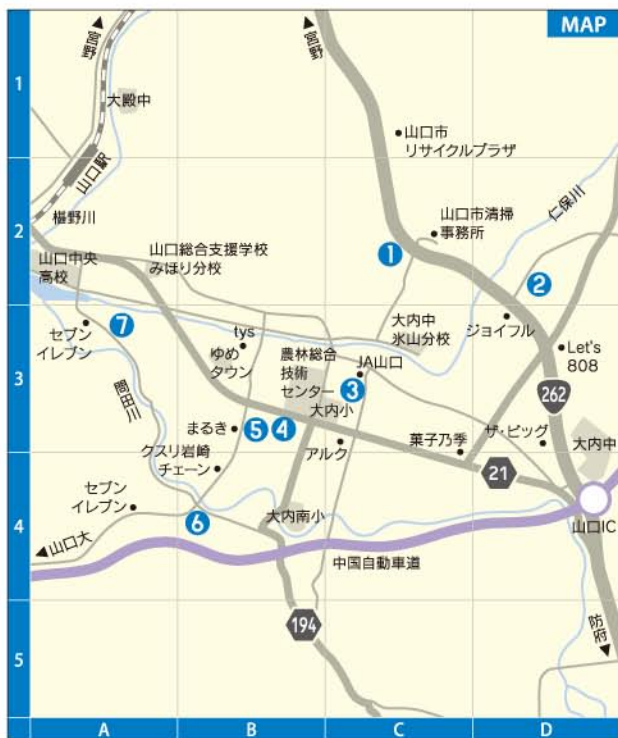 MAP
1
2
3
4
5
A
B
C
D
宮野
大殿中
山口駅
椹野川
山口市
リサイクルプラザ
山口市清掃
事務所
仁保川
山口中央
高校
山口総合支援学校
みほり分校
1
2
セブン
イレブン
7
tys
ゆめ
タウン
農林総合
技術
センター
大内小
3
JA山口
大内中
氷山分校
ジョイフル
Let's
808
262
問田川
まるき
5
4
アルク
菓子乃季
ザ・ビッグ
大内中
クスリ岩崎
チェーン
21
セブン
イレブン
6
大内南小
山口IC
山口大
中国自動車道
194
防府